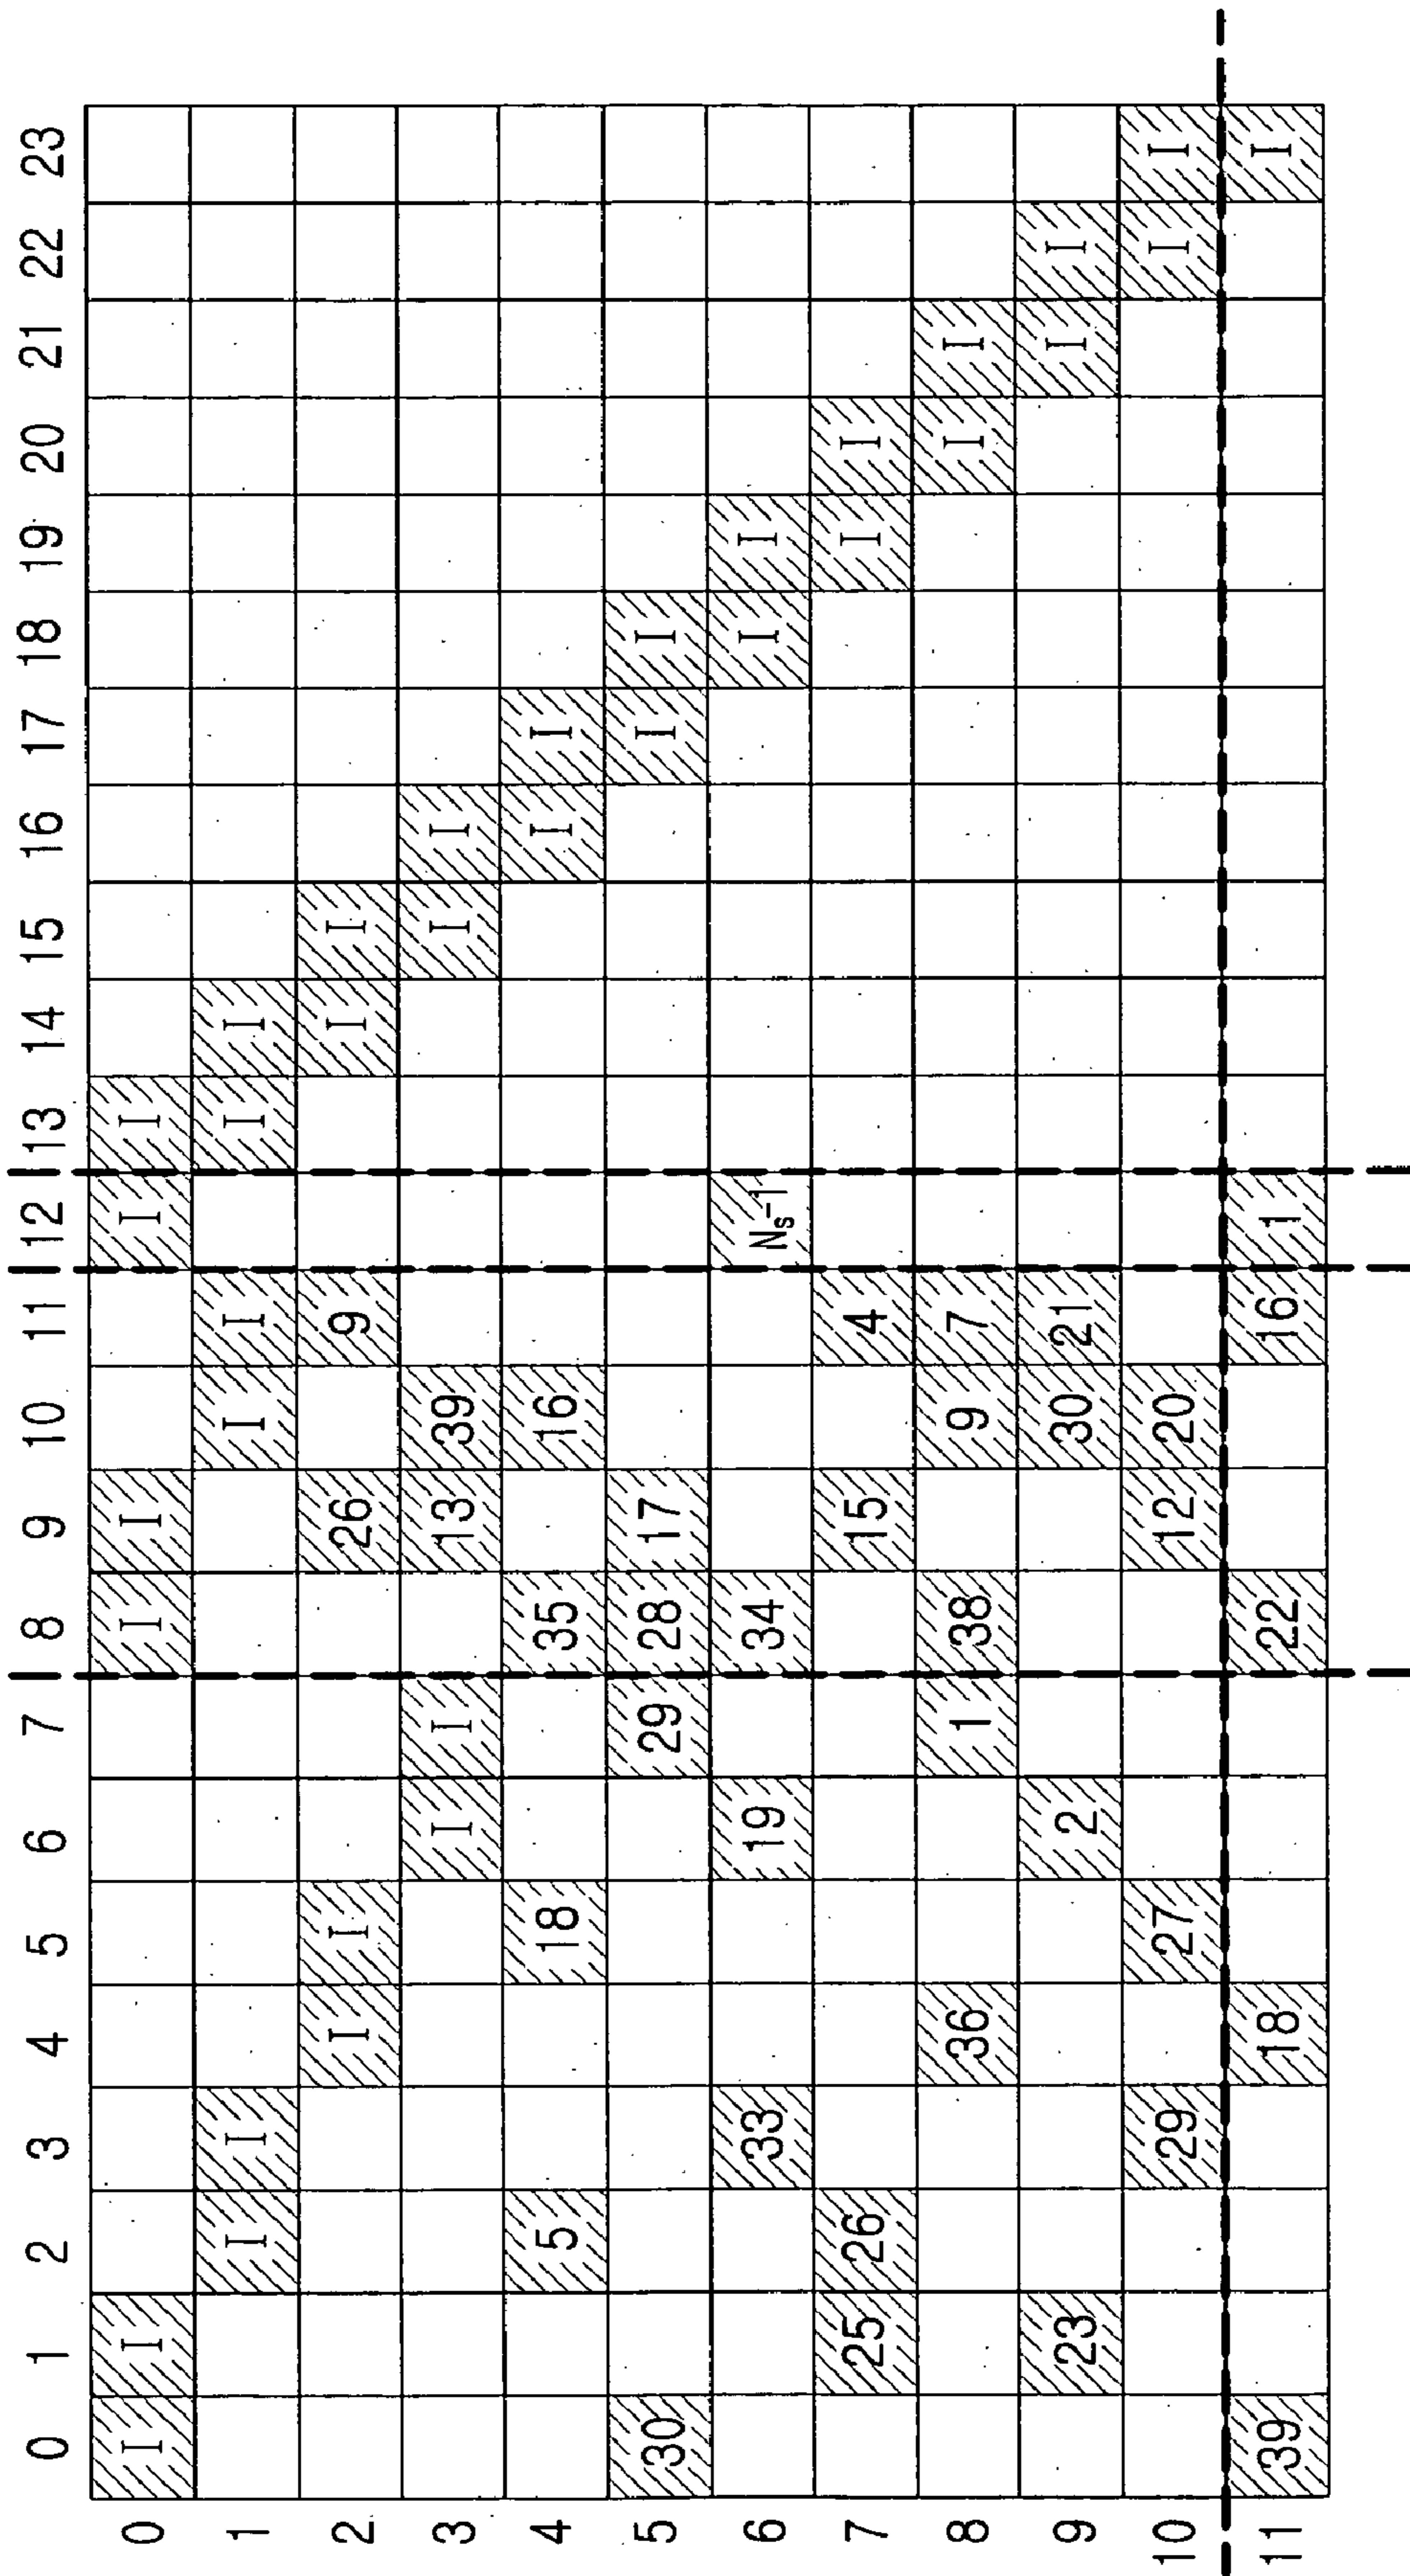 0 1 2 3 4 5 6 7 8 9 10 11 12 13 14 15 16 17 18 19 20 21 22 23
0 I I I I I I
1 I I I I I I
2 I I 26 9 I I
3 I I 13 39 I I
4 5 18 35 16 I I
5 30 29 28 17 I I
6 33 19 34 Ns-1 I I
7 25 26 15 4 I I
8 36 1 38 9 7 I I
9 23 2 30 21 I I
10 29 27 12 20 I I
11 39 18 22 16 1 I